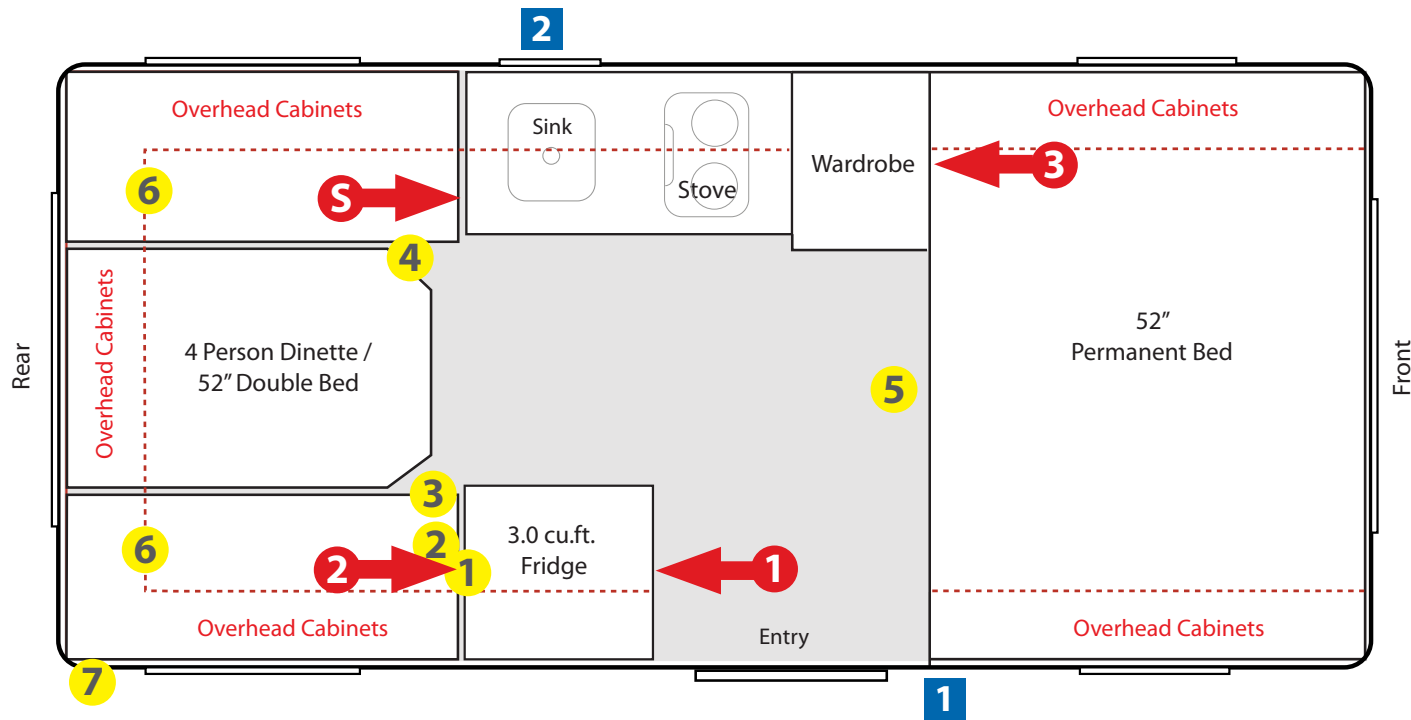 2
Overhead Cabinets
Sink
Stove
Wardrobe
Overhead Cabinets
3
6
S
4
Rear
Overhead Cabinets
4 Person Dinette /
52” Double Bed
5
52”
Permanent Bed
Front
3
2
1
6
2
3.0 cu.ft.
Fridge
1
Overhead Cabinets
Entry
Overhead Cabinets
7
1